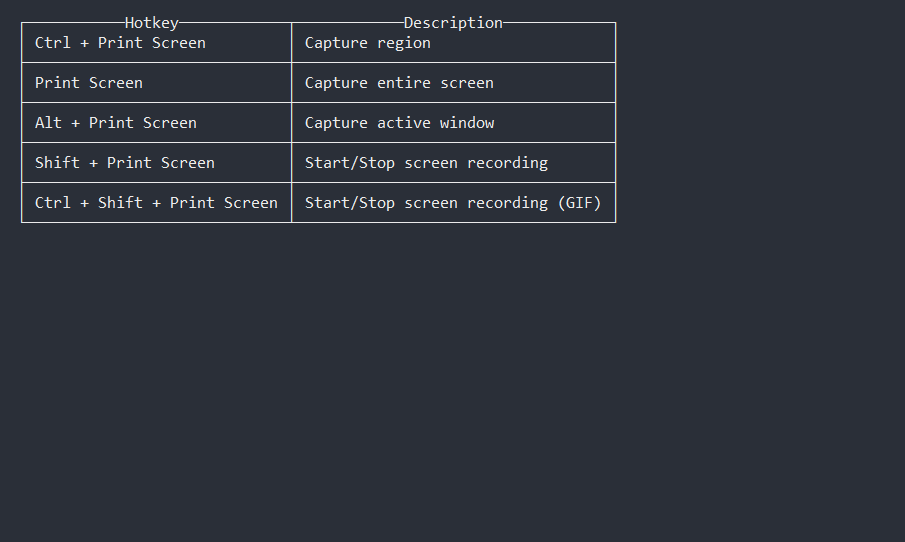 Hotkey Description
Ctrl + Print Screen Capture region
Print Screen Capture entire screen
Alt + Print Screen Capture active window
Shift + Print Screen Start/Stop screen recording
Ctrl + Shift + Print Screen Start/Stop screen recording (GIF)